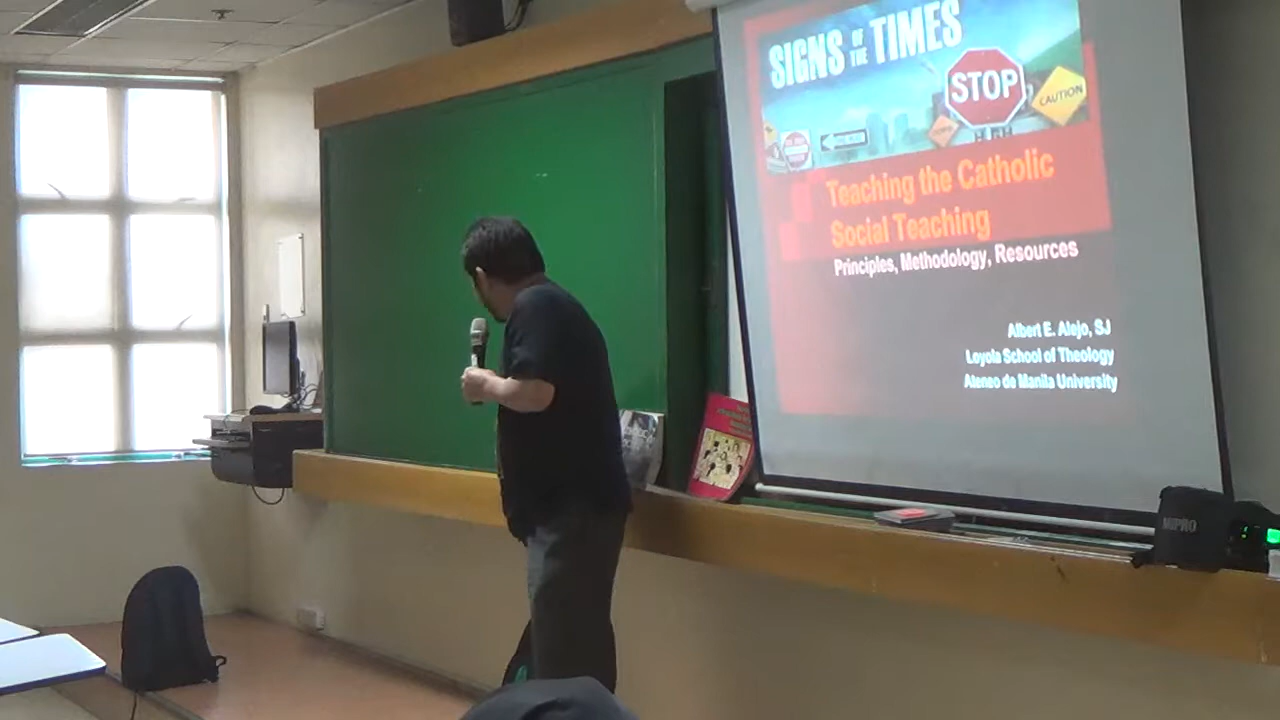 SIGNS OF THE TIMES
STOP
CAUTION
Teaching the Catholic
Social Teaching
Principles, Methodology, Resources
Albert E. Alejo, SJ
Loyola School of Theology
Ateneo de Manila University
MIPRO